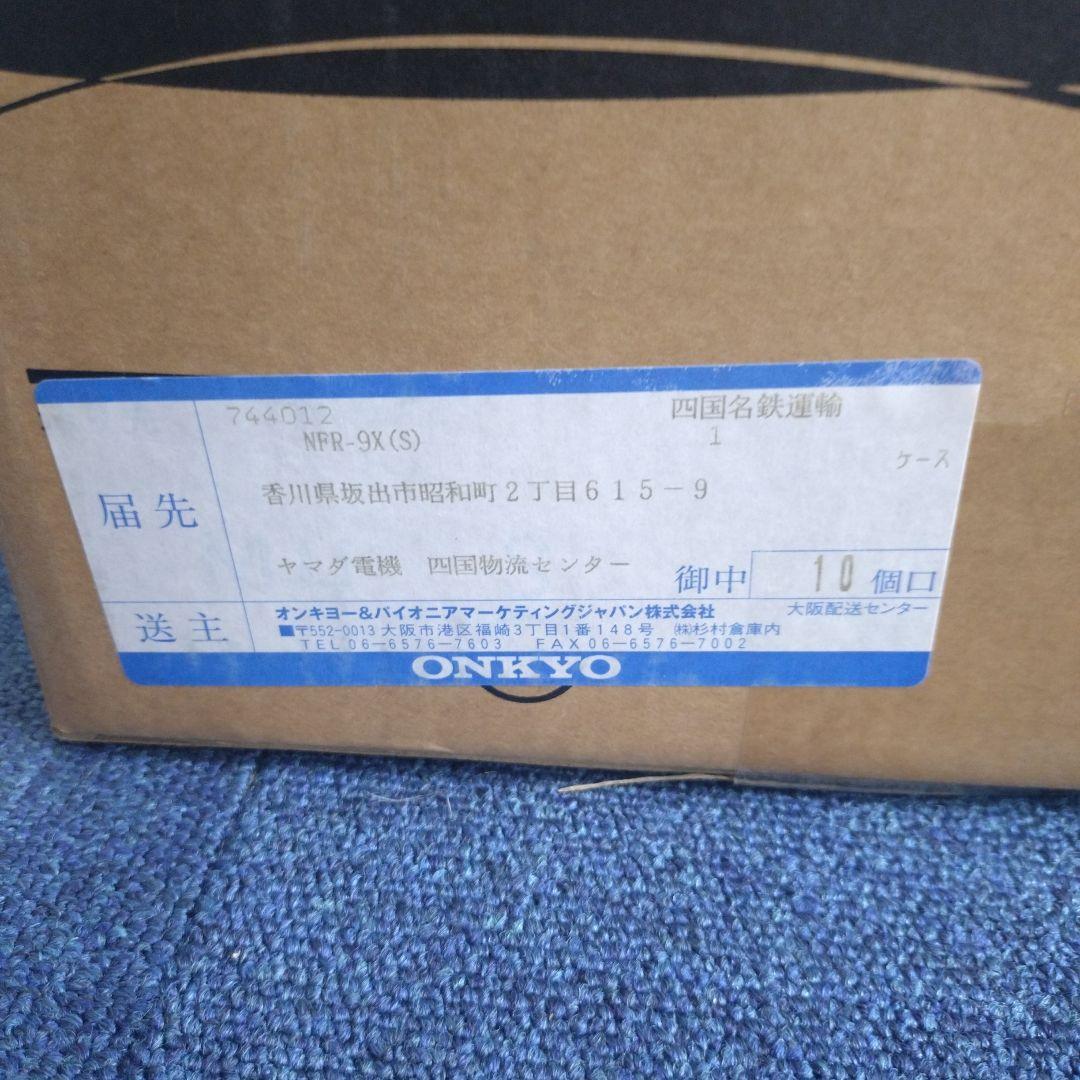 744012 四国名鉄運輸
NFR-9X(S) 1
ケース
届先
香川県坂出市昭和町2丁目615-9
ヤマダ電機 四国物流センター 御中 10 個口
送主
オンキヨー&パイオニアマーケティングジャパン株式会社 大阪配送センター
■〒552-0013 大阪市港区福崎3丁目1番148号 ㈱杉村倉庫内
TEL 06-6576-7603 FAX 06-6576-7002
ONKYO